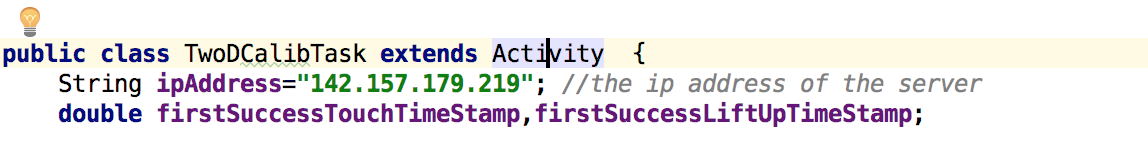 public class TwoDCalibTask extends Activity  {
    String ipAddress="142.157.179.219"; //the ip address of the server
    double firstSuccessTouchTimeStamp,firstSuccessLiftUpTimeStamp;